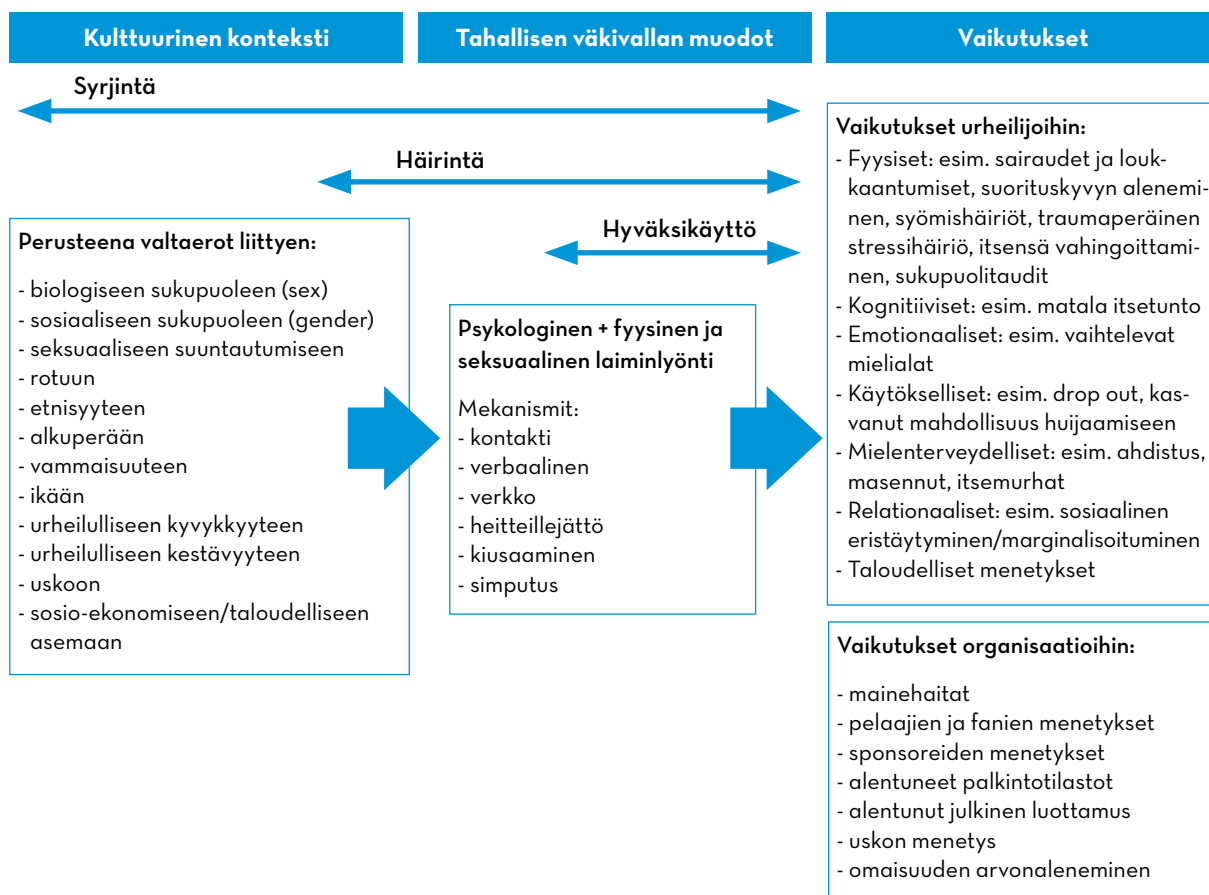 Kulttuurinen konteksti
Tahallisen väkivallan muodot
Vaikutukset
Syrjintä
Häirintä
Hyväksikäyttö
Perusteena valtaerot liittyen:
- biologiseen sukupuoleen (sex)
- sosiaaliseen sukupuoleen (gender)
- seksuaaliseen suuntautumiseen
- rotuun
- etnisyyteen
- alkuperään
- vammaisuuteen
- ikään
- urheilulliseen kyvykkyyteen
- urheilulliseen kestävyyteen
- uskoon
- sosio-ekonomiseen/taloudelliseen
asemaan
Psykologinen + fyysinen ja
seksuaalinen laiminlyönti
Mekanismit:
- kontakti
- verbaalinen
- verkko
- heitteillejättö
- kiusaaminen
- simputus
Vaikutukset urheilijoihin:
- Fyysiset: esim. sairaudet ja louk-
kaantumiset, suorituskyvyn alenemi-
nen, syömishäiriöt, traumaperäinen
stressihäiriö, itsensä vahingoittami-
nen, sukupuolitaudit
- Kognitiiviset: esim. matala itsetunto
- Emotionaaliset: esim. vaihtelevat
mielialat
- Käytökselliset: esim. drop out, kas-
vanut mahdollisuus huijaamiseen
- Mielenterveydelliset: esim. ahdistus,
masennut, itsemurhat
- Relationaaliset: esim. sosiaalinen
eristäytyminen/marginalisoituminen
- Taloudelliset menetykset
Vaikutukset organisaatioihin:
- mainehaitat
- pelaajien ja fanien menetykset
- sponsoreiden menetykset
- alentuneet palkintotilastot
- alentunut julkinen luottamus
- uskon menetys
- omaisuuden arvonaleneminen